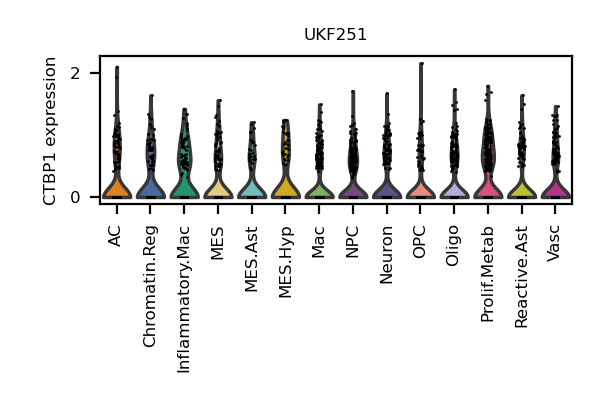 UKF251
CTBP1 expression
2
0
AC
Chromatin.Reg
Inflammatory.Mac
MES
MES.Ast
MES.Hyp
Mac
NPC
Neuron
OPC
Oligo
Prolif.Metab
Reactive.Ast
Vasc